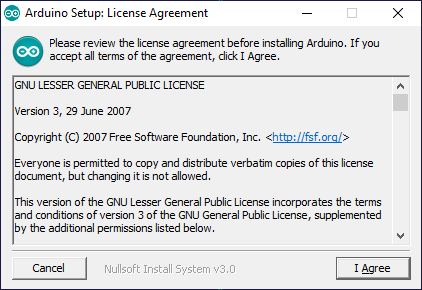 Arduino Setup: License Agreement
Please review the license agreement before installing Arduino. If you
accept all terms of the agreement, click I Agree.
GNU LESSER GENERAL PUBLIC LICENSE
Version 3, 29 June 2007
Copyright (C) 2007 Free Software Foundation, Inc. <http://fsf.org/>
Everyone is permitted to copy and distribute verbatim copies of this license
document, but changing it is not allowed.
This version of the GNU Lesser General Public License incorporates the terms
and conditions of version 3 of the GNU General Public License, supplemented
by the additional permissions listed below.
Cancel
Nullsoft Install System v3.0
I Agree